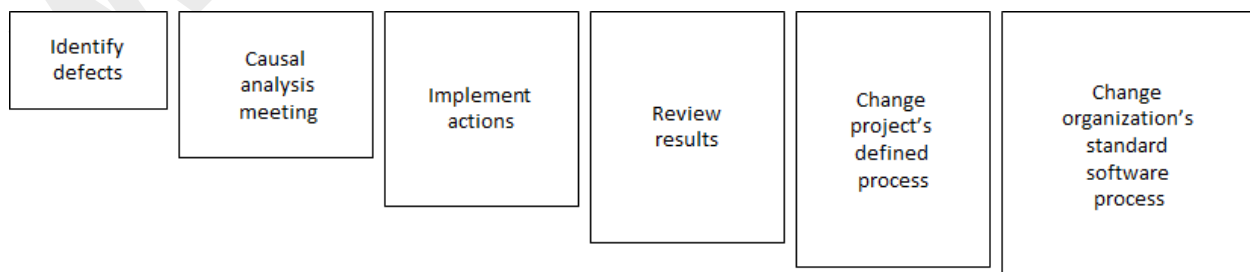 Identify
defects
Causal
analysis
meeting
Implement
actions
Review
results
Change
project's
defined
process
Change
organization's
standard
software
process